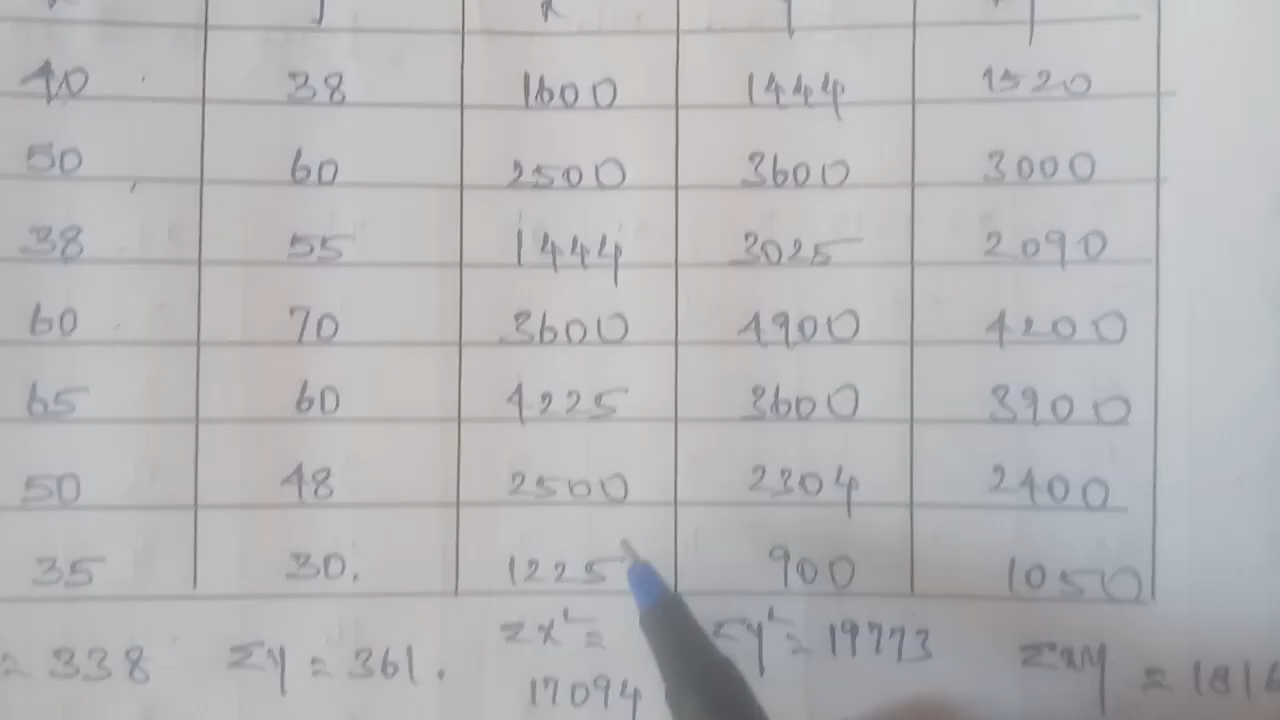 40 38 1600 1444 1520
50 60 2500 3600 3000
38 55 1444 3025 2090
60 70 3600 4900 4200
65 60 4225 3600 3900
50 48 2500 2304 2400
35 30. 1225 900 1050
= 338 Σy = 361. Σx² = Σy² = 19773 Σxy = 1816
17094